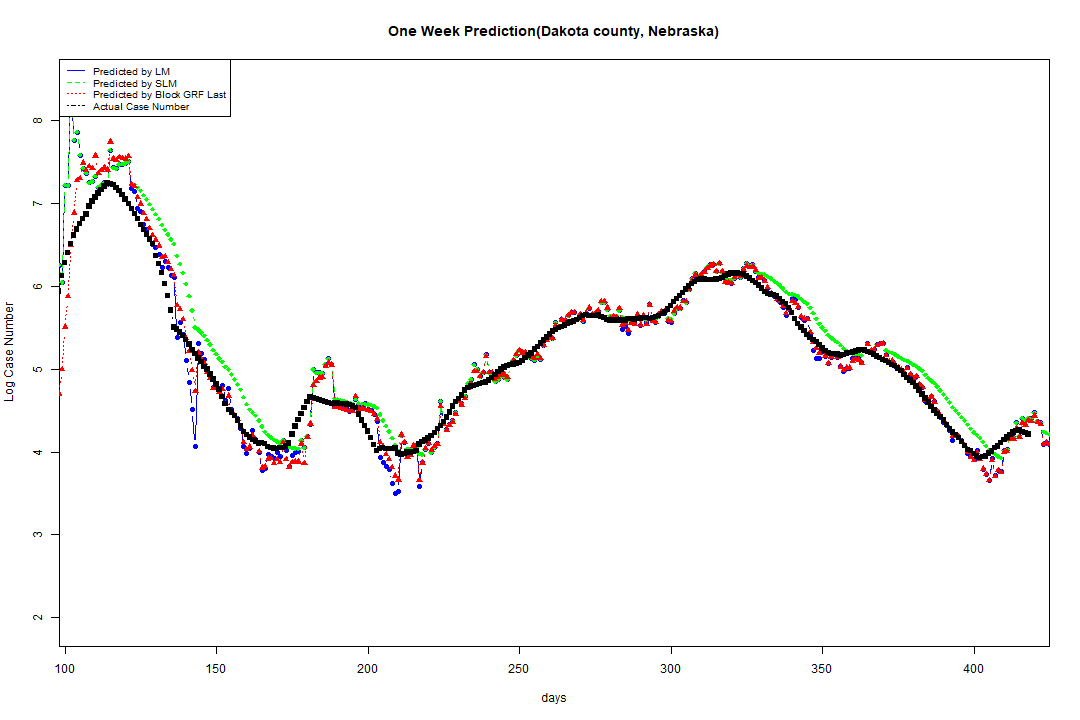 One Week Prediction(Dakota county, Nebraska)
Predicted by LM
Predicted by SLM
Predicted by Block GRF Last
Actual Case Number
Log Case Number
8
7
6
5
4
3
2
100 150 200 250 300 350 400
days